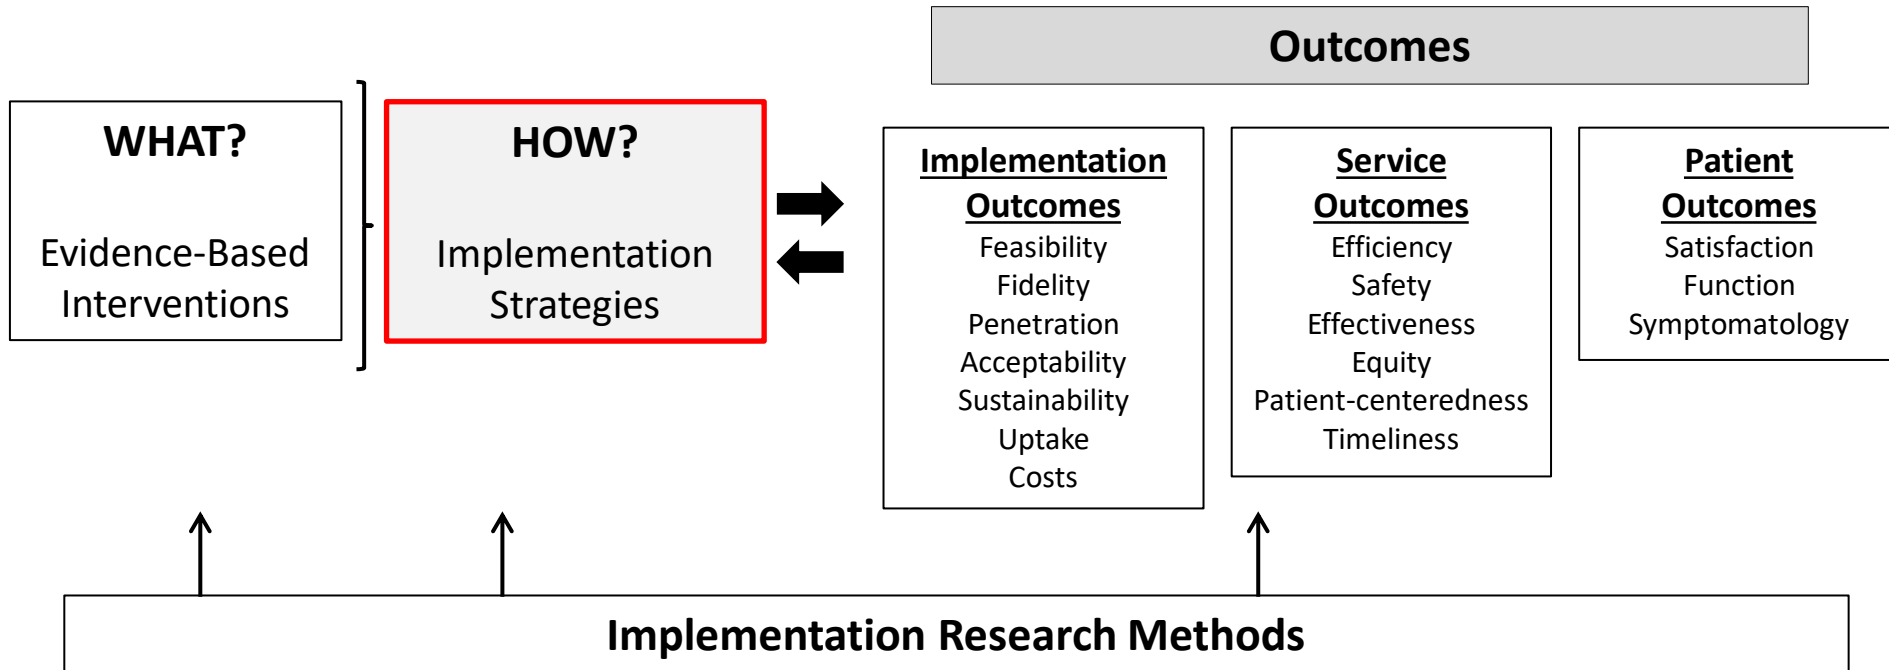 Outcomes
WHAT?
Evidence-Based
Interventions
HOW?
Implementation
Strategies
Implementation
Outcomes
Feasibility
Fidelity
Penetration
Acceptability
Sustainability
Uptake
Costs
Service
Outcomes
Efficiency
Safety
Effectiveness
Equity
Patient-centeredness
Timeliness
Patient
Outcomes
Satisfaction
Function
Symptomatology
Implementation Research Methods